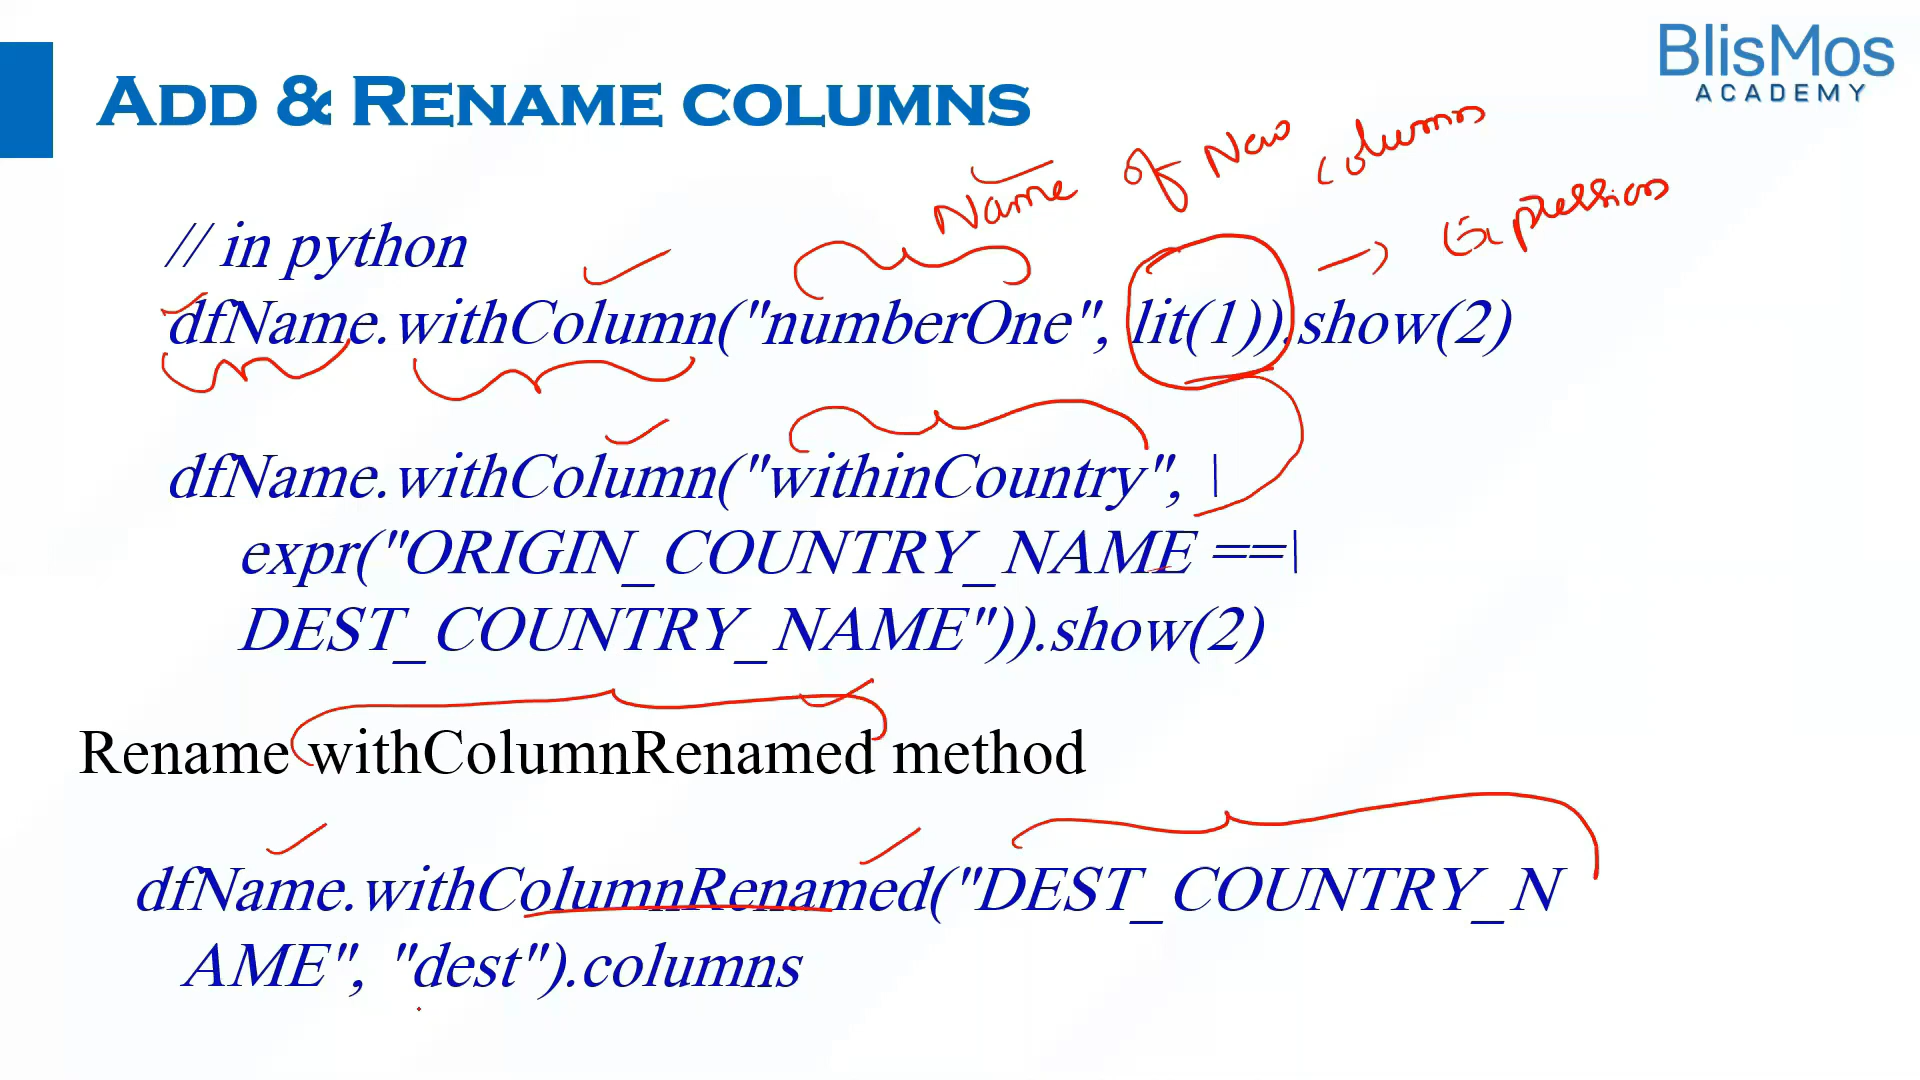 BlisMos
ACADEMY
ADD & RENAME COLUMNS
Name of New columns
// in python
Expression
dfName.withColumn("numberOne", lit(1)).show(2)
dfName.withColumn("withinCountry", \
expr("ORIGIN_COUNTRY_NAME ==\
DEST_COUNTRY_NAME")).show(2)
Rename withColumnRenamed method
dfName.withColumnRenamed("DEST_COUNTRY_N
AME", "dest").columns